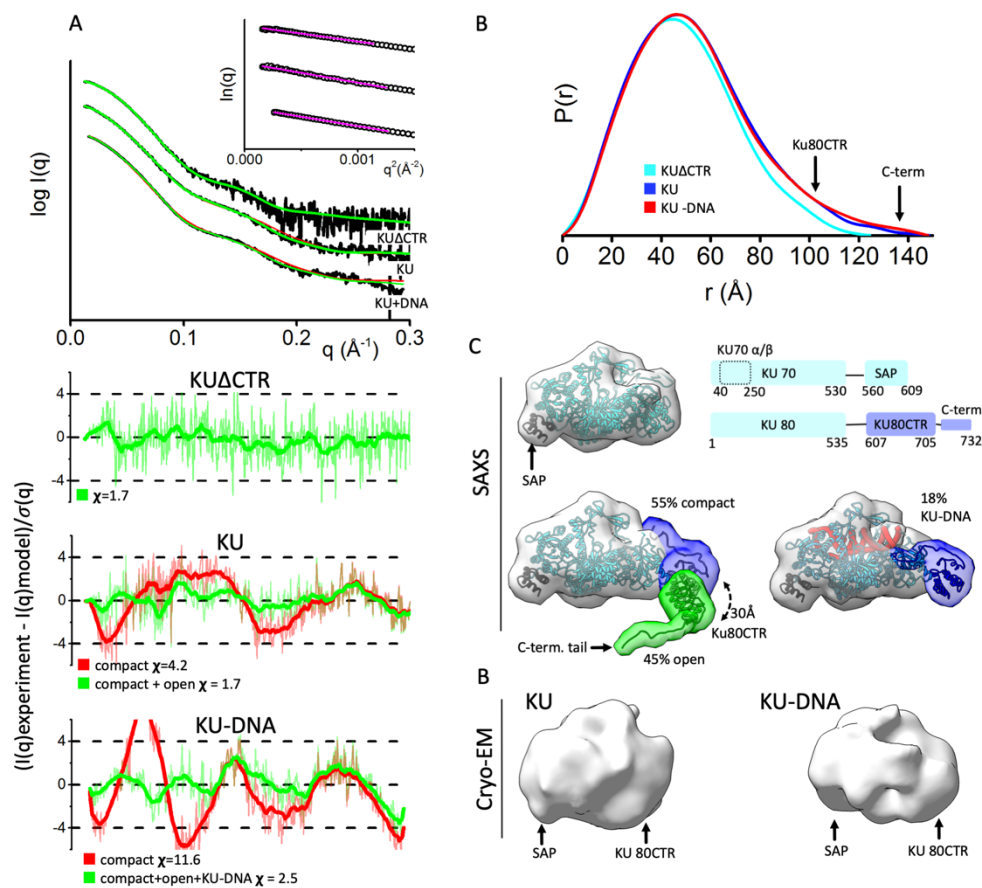 A
ln(q)
0.000
0.001
q²(Å⁻²)
log I(q)
KUΔCTR
KU
KU+DNA
0.0
0.1
0.2
0.3
q (Å⁻¹)
(I(q)experiment - I(q)model)/σ(q)
KUΔCTR
4
0
-4
χ=1.7
KU
4
0
-4
compact χ=4.2
compact + open χ = 1.7
KU-DNA
4
0
-4
compact χ=11.6
compact+open+KU-DNA χ = 2.5
B
P(r)
Ku80CTR
C-term
KUΔCTR
KU
KU -DNA
0 20 40 60 80 100 120 140
r (Å)
C
SAXS
SAP
KU70 α/β
KU 70
SAP
40 250 530 560 609
C-term
KU 80
KU80CTR
1 535 607 705 732
55% compact
30Å
Ku80CTR
C-term. tail
45% open
18%
KU-DNA
B
Cryo-EM
KU
SAP
KU 80CTR
KU-DNA
SAP
KU 80CTR